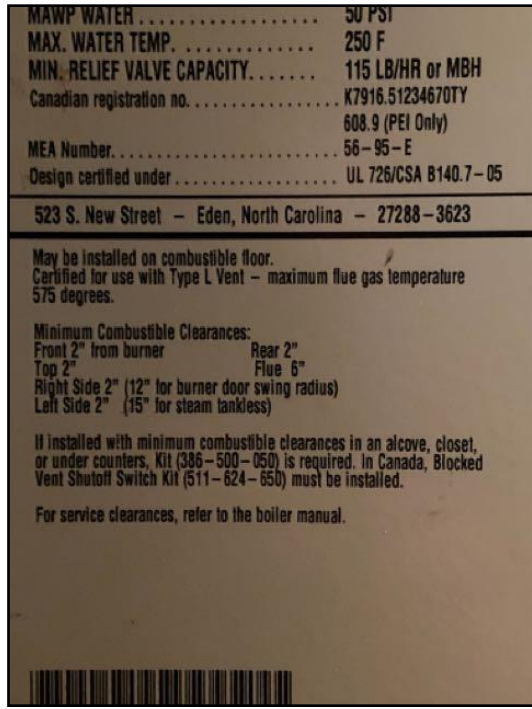 MAWP WATER .................... 50 PSI
MAX. WATER TEMP. ................ 250 F
MIN. RELIEF VALVE CAPACITY....... 115 LB/HR or MBH
Canadian registration no. .................. K7916.51234670TY
608.9 (PEI Only)
MEA Number............................. 56-95-E
Design certified under ..................... UL 726/CSA B140.7-05
523 S. New Street – Eden, North Carolina – 27288-3623
May be installed on combustible floor.
Certified for use with Type L Vent – maximum flue gas temperature
575 degrees.
Minimum Combustible Clearances:
Front 2" from burner Rear 2"
Top 2" Flue 6"
Right Side 2" (12" for burner door swing radius)
Left Side 2" (15" for steam tankless)
If installed with minimum combustible clearances in an alcove, closet,
or under counters, Kit (386-500-050) is required. In Canada, Blocked
Vent Shutoff Switch Kit (511-624-650) must be installed.
For service clearances, refer to the boiler manual.